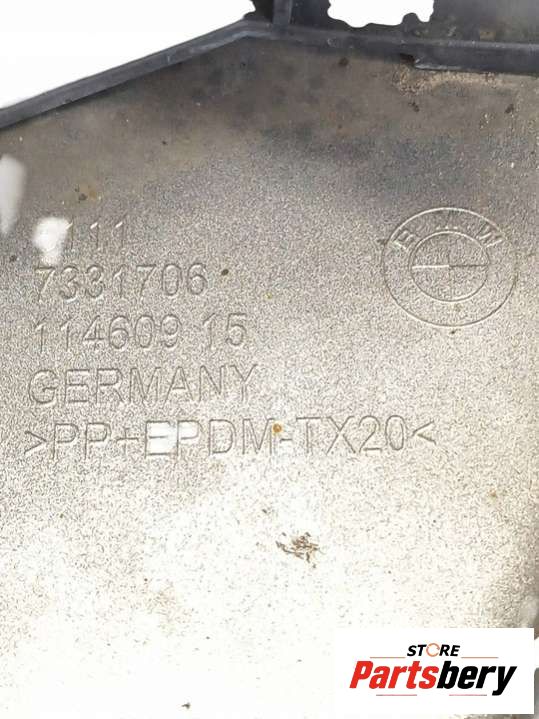 111
BMW
7331706
114609 15
GERMANY
>PP+EPDM-TX20<
STORE
Partsbery